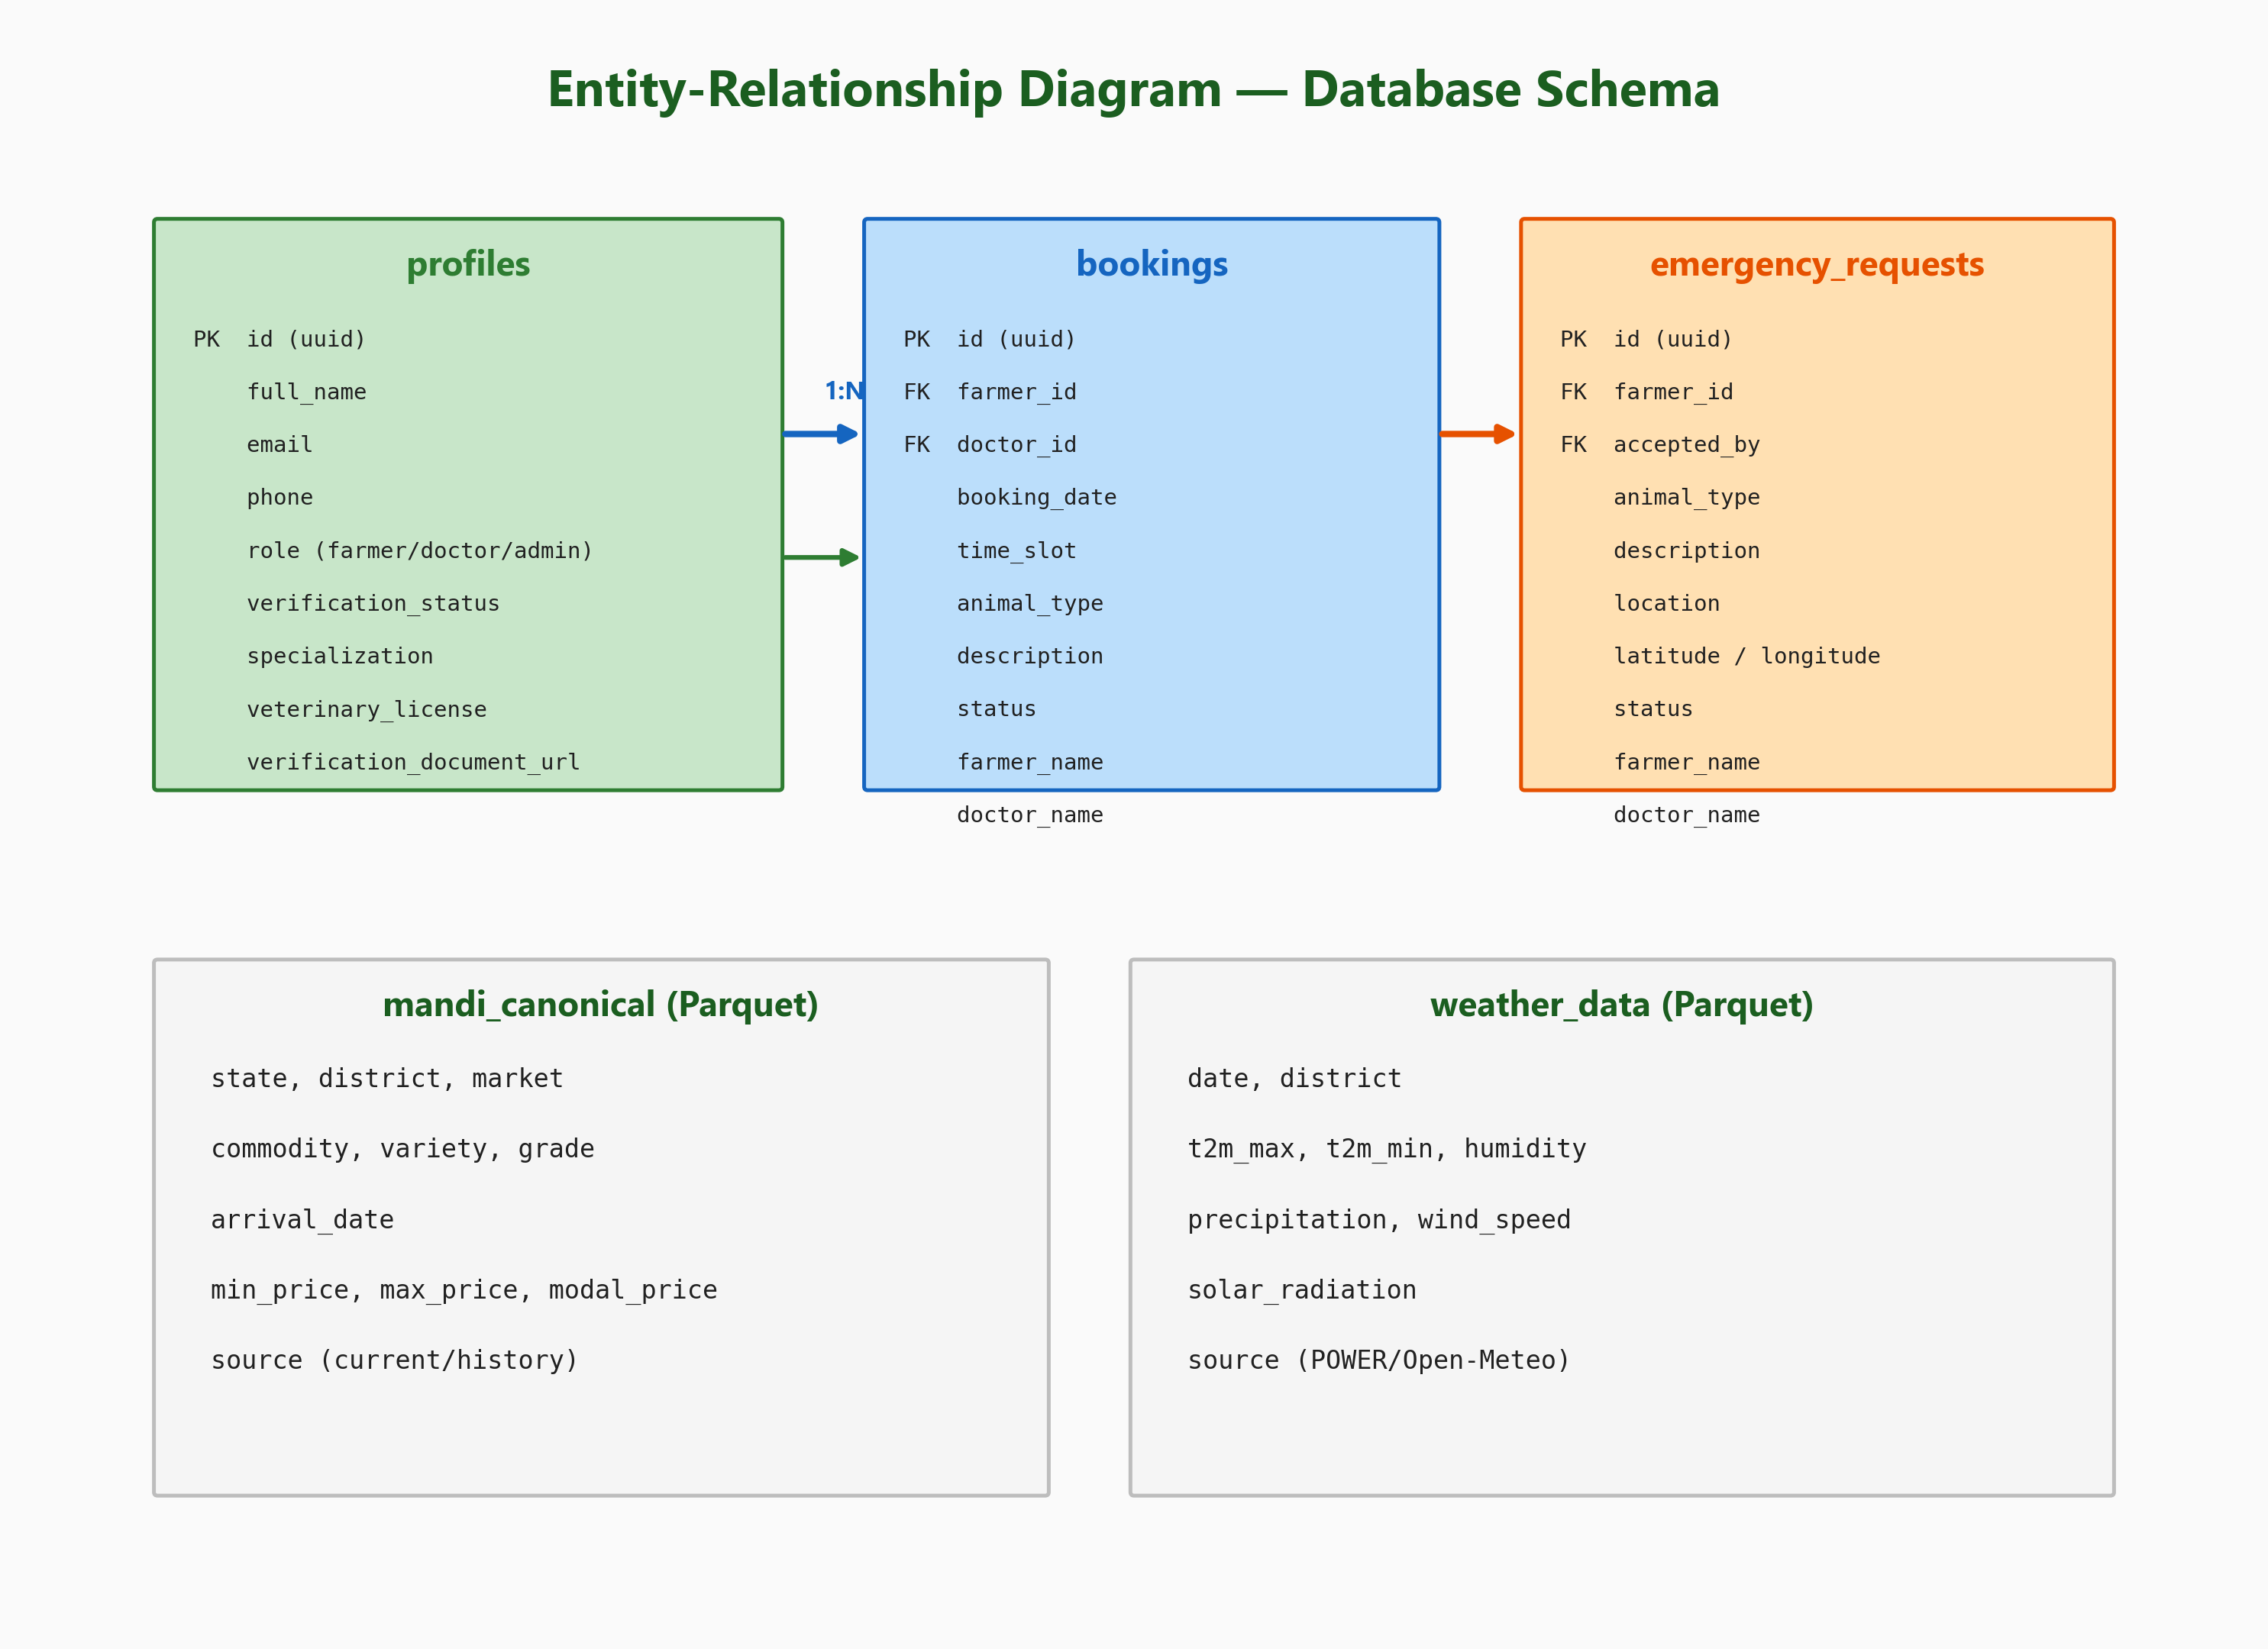 Entity-Relationship Diagram — Database Schema
profiles
PK id (uuid)
full_name
email
phone
role (farmer/doctor/admin)
verification_status
specialization
veterinary_license
verification_document_url
1:N
bookings
PK id (uuid)
FK farmer_id
FK doctor_id
booking_date
time_slot
animal_type
description
status
farmer_name
doctor_name
emergency_requests
PK id (uuid)
FK farmer_id
FK accepted_by
animal_type
description
location
latitude / longitude
status
farmer_name
doctor_name
mandi_canonical (Parquet)
state, district, market
commodity, variety, grade
arrival_date
min_price, max_price, modal_price
source (current/history)
weather_data (Parquet)
date, district
t2m_max, t2m_min, humidity
precipitation, wind_speed
solar_radiation
source (POWER/Open-Meteo)